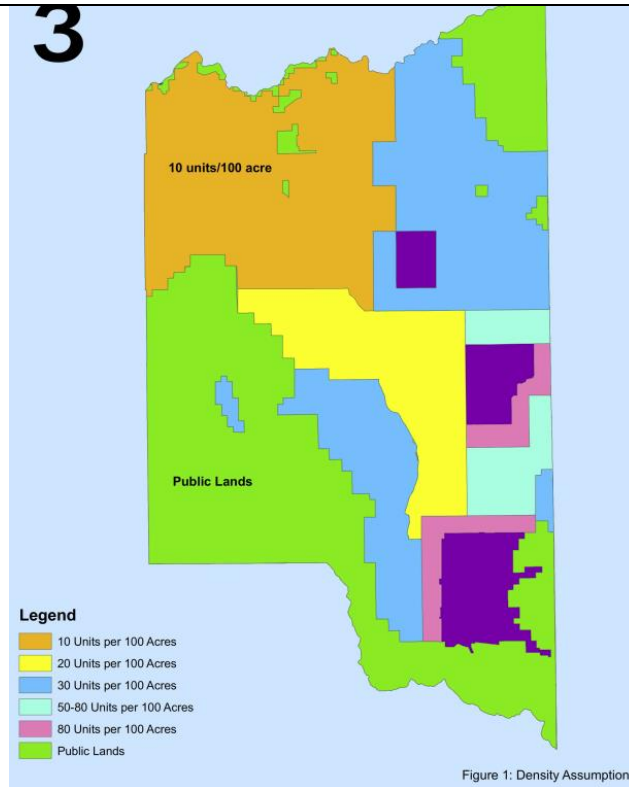 3
10 units/100 acre
Public Lands
Legend
10 Units per 100 Acres
20 Units per 100 Acres
30 Units per 100 Acres
50-80 Units per 100 Acres
80 Units per 100 Acres
Public Lands
Figure 1: Density Assumption